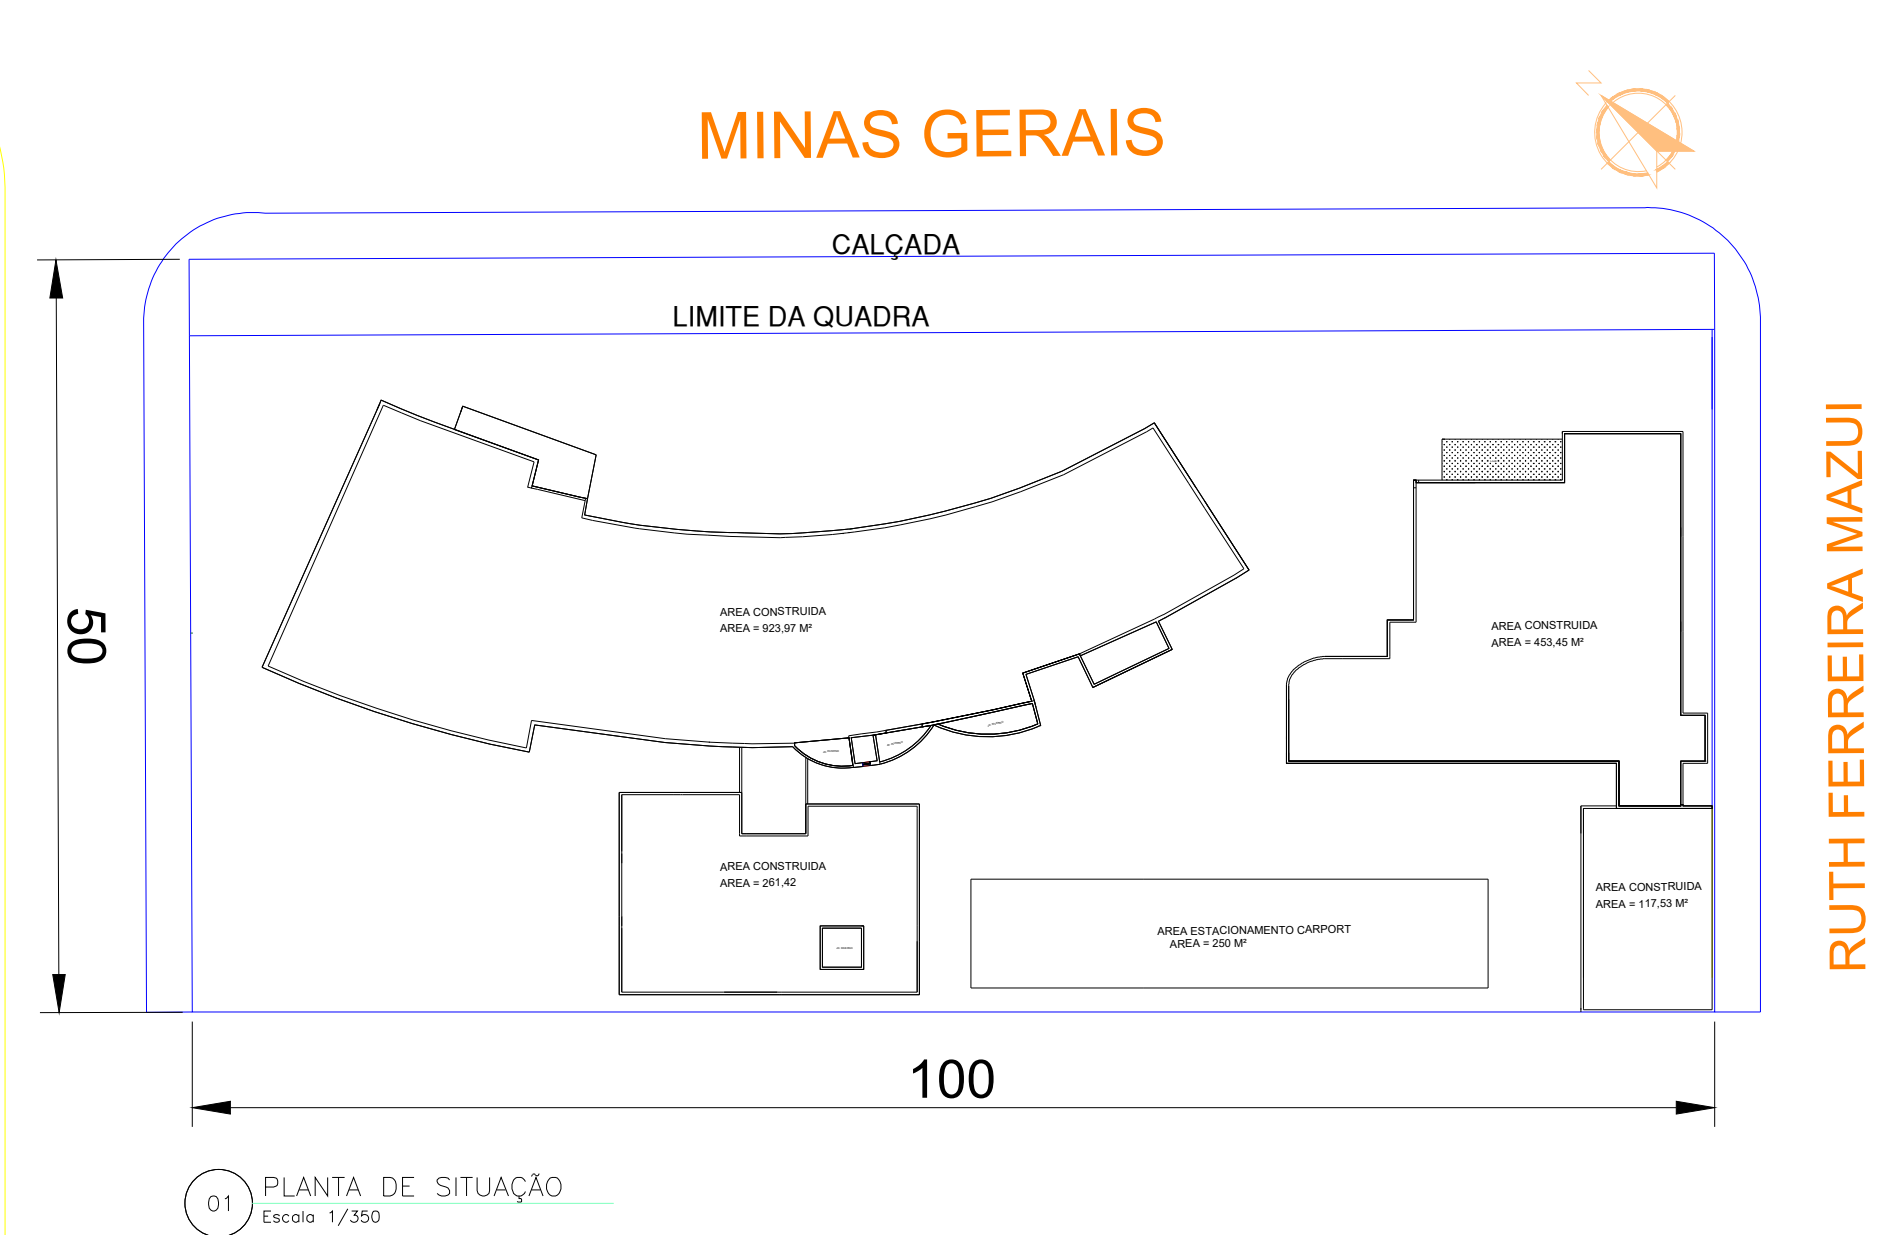 N
MINAS GERAIS
CALÇADA
LIMITE DA QUADRA
50
AREA CONSTRUIDA
AREA = 923,97 M²
AREA CONSTRUIDA
AREA = 453,45 M²
RUTH FERREIRA MAZUI
AREA CONSTRUIDA
AREA = 261,42
AREA CONSTRUIDA
AREA = 117,53 M²
AREA ESTACIONAMENTO CARPORT
AREA = 250 M²
100
01
PLANTA DE SITUAÇÃO
Escala 1/350